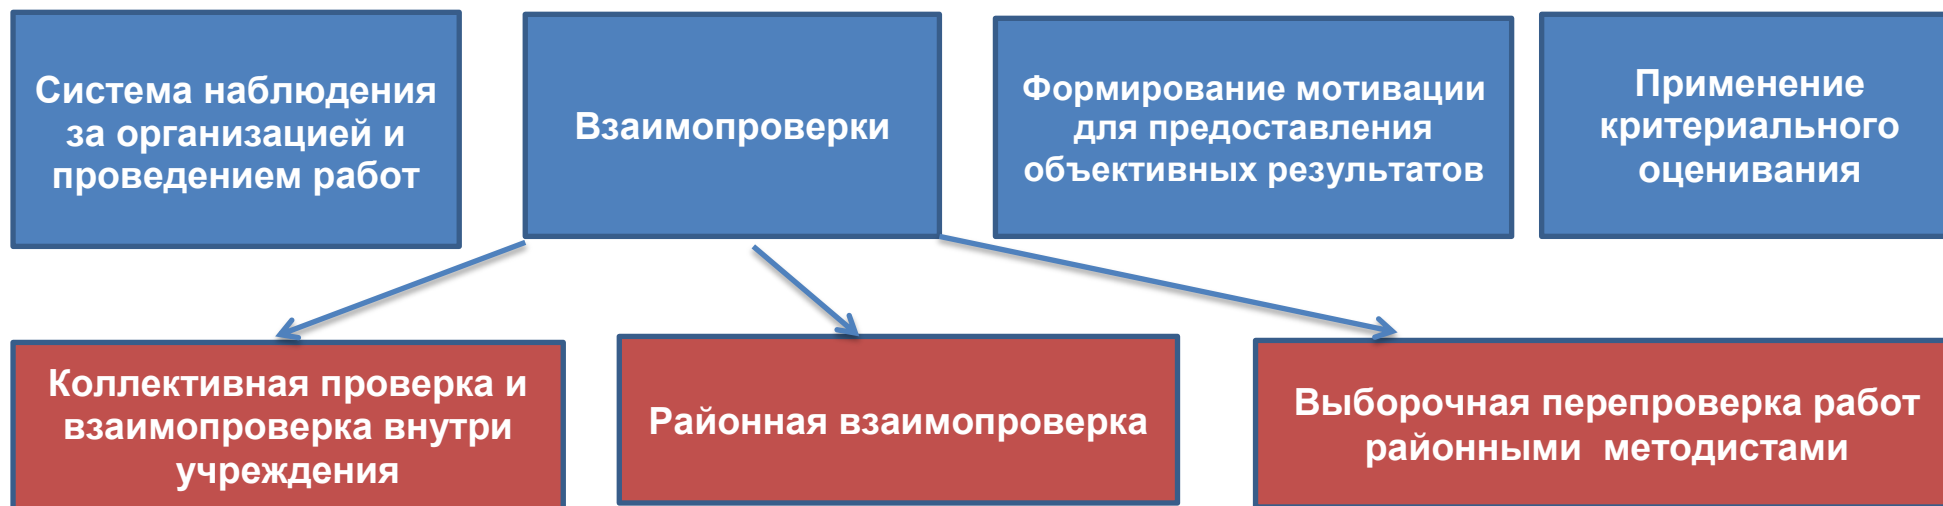 Система наблюдения
за организацией и
проведением работ
Взаимопроверки
Формирование мотивации
для предоставления
объективных результатов
Применение
критериального
оценивания
Коллективная проверка и
взаимопроверка внутри
учреждения
Районная взаимопроверка
Выборочная перепроверка работ
районными методистами